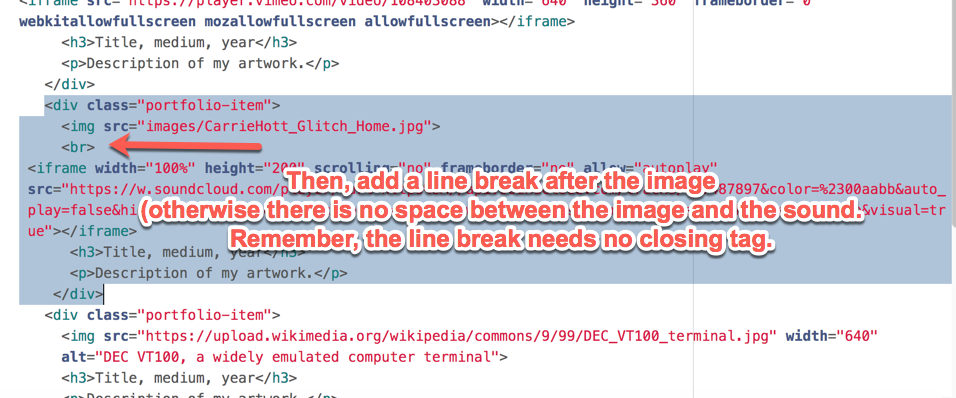 <iframe src="https://player.vimeo.com/video/108403088" width="640" height="360" frameborder="0"
webkitallowfullscreen mozallowfullscreen allowfullscreen></iframe>
<h3>Title, medium, year</h3>
<p>Description of my artwork.</p>
</div>
<div class="portfolio-item">
<img src="images/CarrieHott_Glitch_Home.jpg">
<br>
<iframe width="100%" height="200" scrolling="no" frameborder="no" allow="autoplay"
src="https://w.soundcloud.com/ 87897&color=%2300aabb&auto_
play=false&hi &visual=tr
ue"></iframe>
Then, add a line break after the image
(otherwise there is no space between the image and the sound.
Remember, the line break needs no closing tag.
<h3>Title, medium, year</h3>
<p>Description of my artwork.</p>
</div>
<div class="portfolio-item">
<img src="https://upload.wikimedia.org/wikipedia/commons/9/99/DEC_VT100_terminal.jpg" width="640"
alt="DEC VT100, a widely emulated computer terminal">
<h3>Title, medium, year</h3>
<p>Description of my artwork.</p>